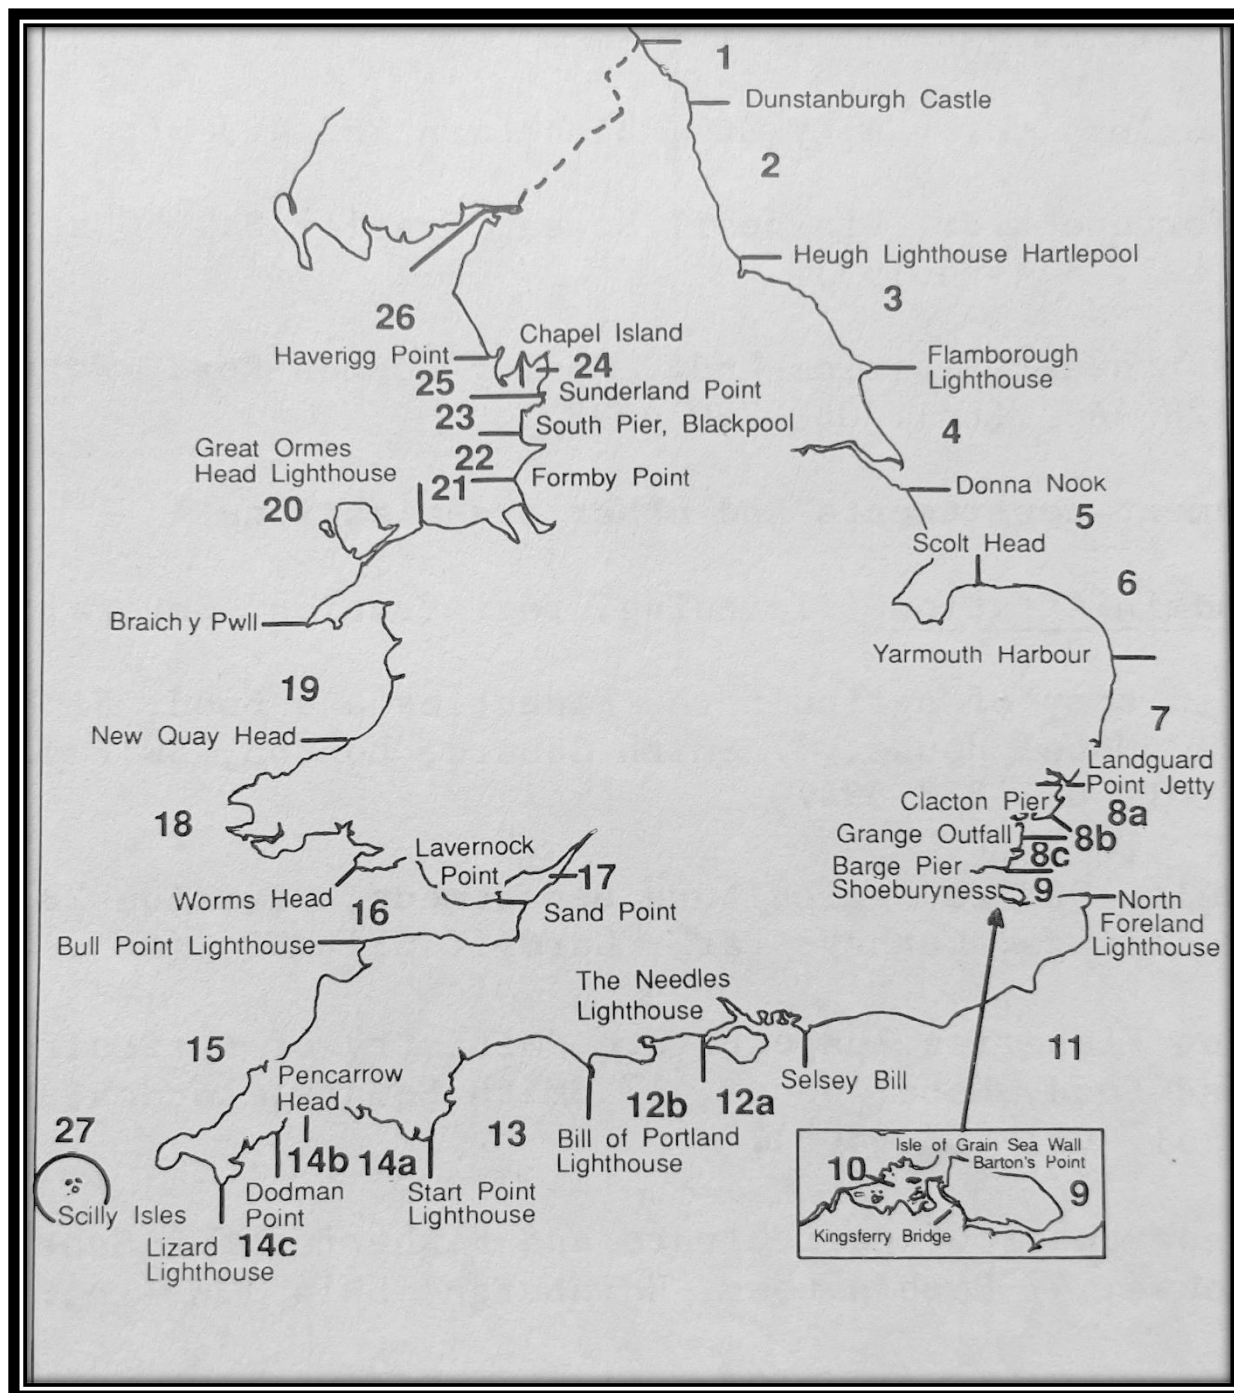 1
Dunstanburgh Castle
2
Heugh Lighthouse Hartlepool
3
26
Chapel Island
Haverigg Point
24
25
Flamborough
Lighthouse
Sunderland Point
23
South Pier, Blackpool
4
Great Ormes
Head Lighthouse
22
21
Formby Point
20
Donna Nook
5
Scolt Head
6
Braich y Pwll
Yarmouth Harbour
19
7
New Quay Head
Landguard
Point Jetty
Clacton Pier
8a
18
Grange Outfall
8b
Lavernock
Point
8c
Barge Pier
Shoeburyness
17
9
Worms Head
16
Sand Point
North
Foreland
Lighthouse
Bull Point Lighthouse
The Needles
Lighthouse
15
11
Pencarrow
Head
Selsey Bill
27
12b
12a
13
Bill of Portland
Lighthouse
14b
14a
Isle of Grain Sea Wall
Barton's Point
10
9
Kingsferry Bridge
Scilly Isles
Dodman
Point
Start Point
Lighthouse
Lizard
Lighthouse
14c